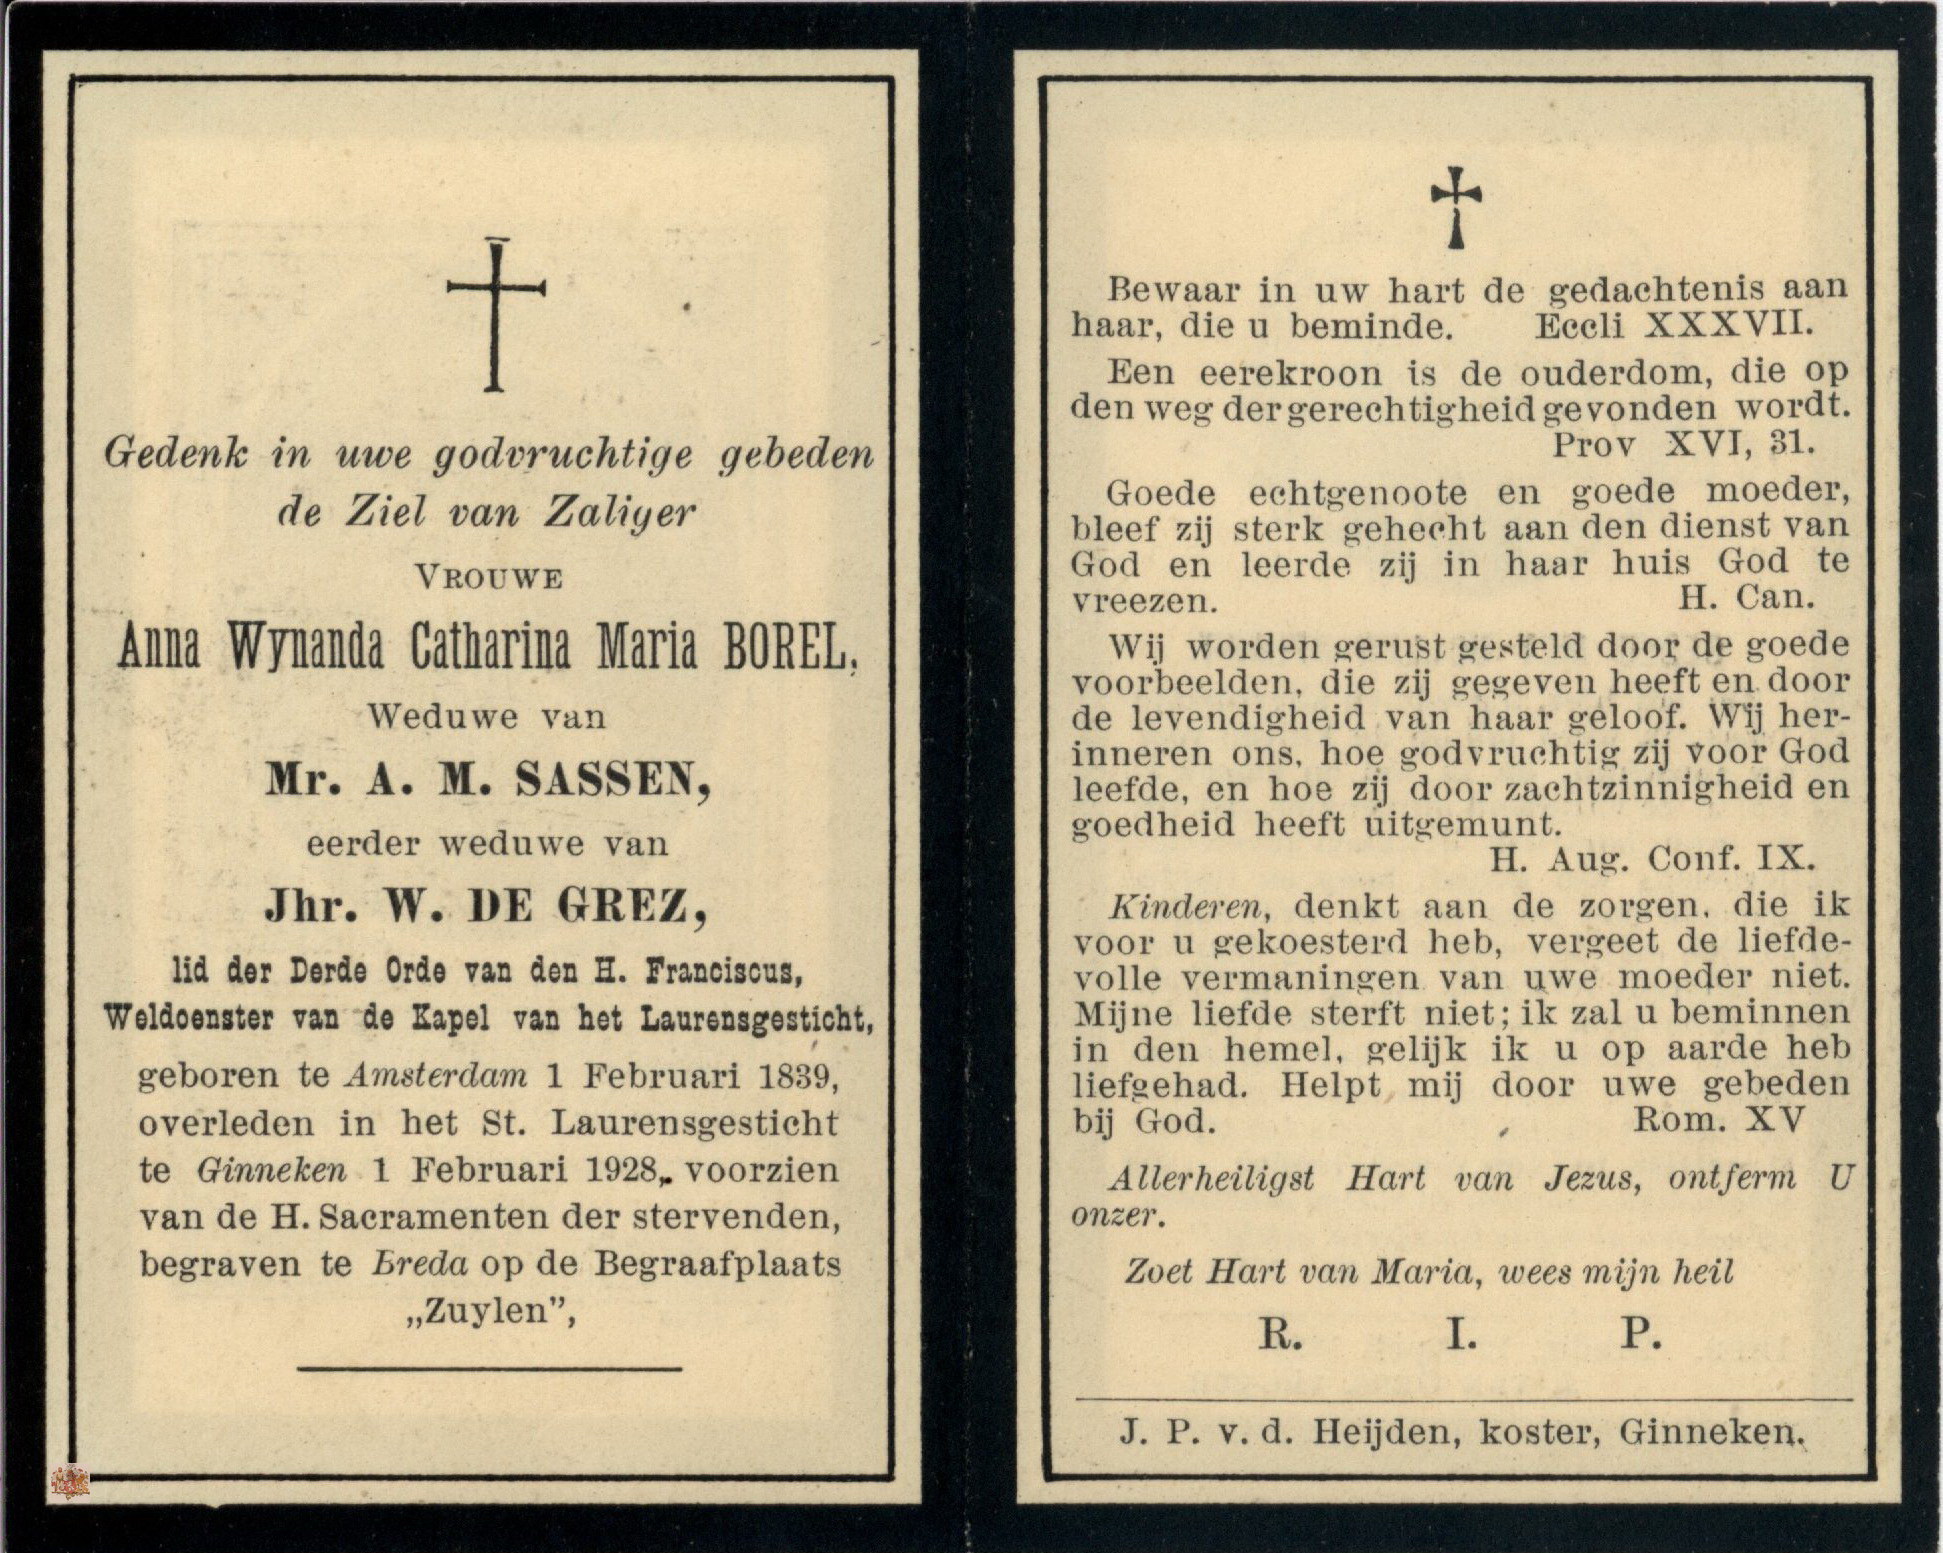 Gedenk in uwe godvruchtige gebeden
de Ziel van Zaliger
VROUWE
Anna Wynanda Catharina Maria BOREL,
Weduwe van
Mr. A. M. SASSEN,
eerder weduwe van
Jhr. W. DE GREZ,
lid der Derde Orde van den H. Franciscus,
Weldoenster van de Kapel van het Laurensgesticht,
geboren te Amsterdam 1 Februari 1839,
overleden in het St. Laurensgesticht
te Ginneken 1 Februari 1928, voorzien
van de H. Sacramenten der stervenden,
begraven te Breda op de Begraafplaats
„Zuylen”,
Bewaar in uw hart de gedachtenis aan
haar, die u beminde. Eccli XXXVII.
Een eerekroon is de ouderdom, die op
den weg der gerechtigheid gevonden wordt.
Prov XVI, 31.
Goede echtgenoote en goede moeder,
bleef zij sterk gehecht aan den dienst van
God en leerde zij in haar huis God te
vreezen. H. Can.
Wij worden gerust gesteld door de goede
voorbeelden, die zij gegeven heeft en door
de levendigheid van haar geloof. Wij her-
inneren ons, hoe godvruchtig zij voor God
leefde, en hoe zij door zachtzinnigheid en
goedheid heeft uitgemunt.
H. Aug. Conf. IX.
Kinderen, denkt aan de zorgen, die ik
voor u gekoesterd heb, vergeet de liefde-
volle vermaningen van uwe moeder niet.
Mijne liefde sterft niet; ik zal u beminnen
in den hemel, gelijk ik u op aarde heb
liefgehad. Helpt mij door uwe gebeden
bij God. Rom. XV
Allerheiligst Hart van Jezus, ontferm U
onzer.
Zoet Hart van Maria, wees mijn heil
R. I. P.
J. P. v. d. Heijden, koster, Ginneken.